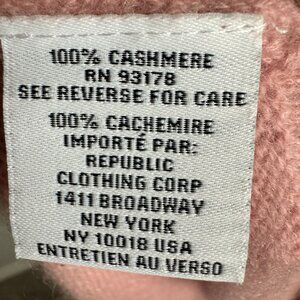 100% CASHMERE
RN 93178
SEE REVERSE FOR CARE
100% CACHEMIRE
IMPORTÉ PAR:
REPUBLIC
CLOTHING CORP
1411 BROADWAY
NEW YORK
NY 10018 USA
ENTRETIEN AU VERSO